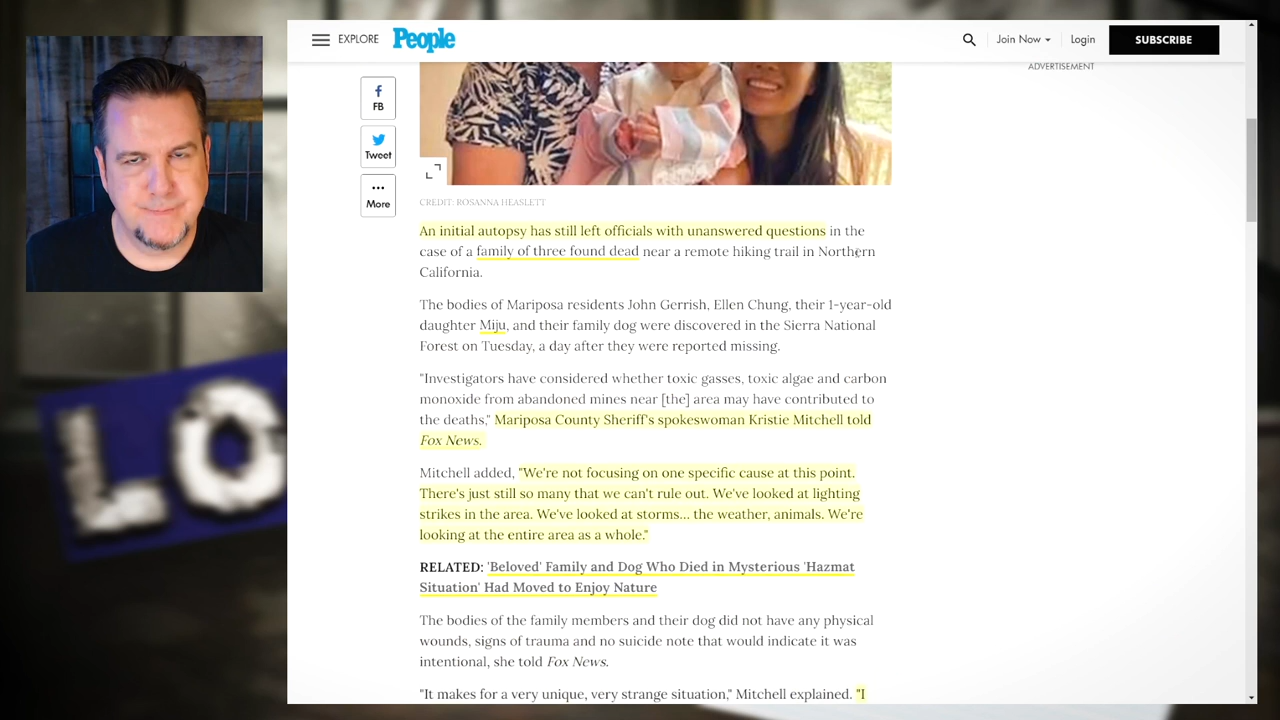 EXPLORE People Join Now Login SUBSCRIBE
ADVERTISEMENT
FB
Tweet
More
CREDIT: ROSANNA HEASLETT
An initial autopsy has still left officials with unanswered questions in the
case of a family of three found dead near a remote hiking trail in Northern
California.
The bodies of Mariposa residents John Gerrish, Ellen Chung, their 1-year-old
daughter Miju, and their family dog were discovered in the Sierra National
Forest on Tuesday, a day after they were reported missing.
"Investigators have considered whether toxic gasses, toxic algae and carbon
monoxide from abandoned mines near [the] area may have contributed to
the deaths," Mariposa County Sheriff's spokeswoman Kristie Mitchell told
Fox News.
Mitchell added, "We're not focusing on one specific cause at this point.
There's just still so many that we can't rule out. We've looked at lighting
strikes in the area. We've looked at storms... the weather, animals. We're
looking at the entire area as a whole."
RELATED: 'Beloved' Family and Dog Who Died in Mysterious 'Hazmat
Situation' Had Moved to Enjoy Nature
The bodies of the family members and their dog did not have any physical
wounds, signs of trauma and no suicide note that would indicate it was
intentional, she told Fox News.
"It makes for a very unique, very strange situation," Mitchell explained. "I
LO